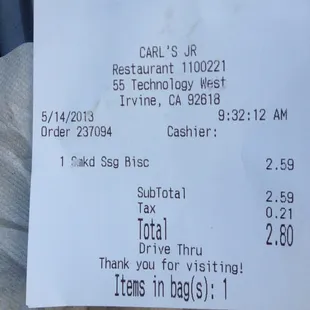 CARL'S JR
Restaurant 1100221
55 Technology West
Irvine, CA 92618
5/14/2013 9:32:12 AM
Order 237094 Cashier:
1 Smkd Ssg Bisc 2.59
SubTotal 2.59
Tax 0.21
Total 2.80
Drive Thru
Thank you for visiting!
Items in bag(s): 1